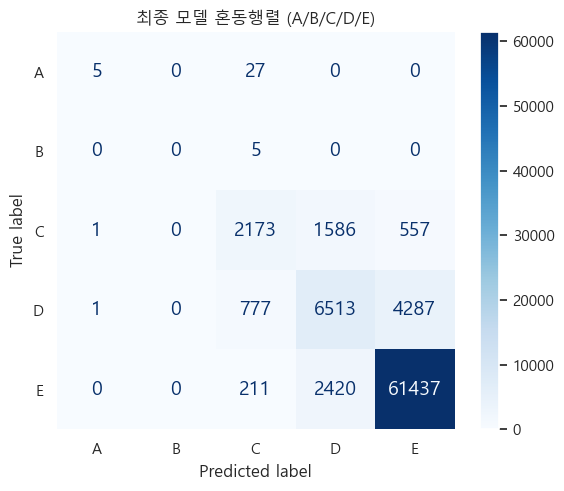 최종 모델 혼동행렬 (A/B/C/D/E)
A 5 0 27 0 0
B 0 0 5 0 0
C 1 0 2173 1586 557
D 1 0 777 6513 4287
E 0 0 211 2420 61437
A B C D E
Predicted label
True label
60000
50000
40000
30000
20000
10000
0